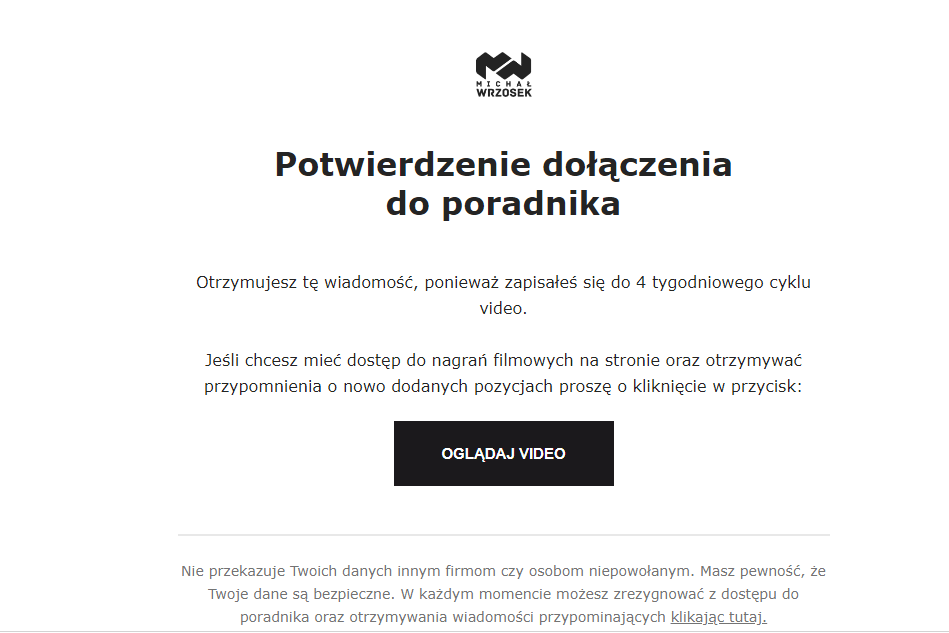 MICHAŁ
WRZOSEK
Potwierdzenie dołączenia
do poradnika
Otrzymujesz tę wiadomość, ponieważ zapisałeś się do 4 tygodniowego cyklu
video.
Jeśli chcesz mieć dostęp do nagrań filmowych na stronie oraz otrzymywać
przypomnienia o nowo dodanych pozycjach proszę o kliknięcie w przycisk:
OGLĄDAJ VIDEO
Nie przekazuje Twoich danych innym firmom czy osobom niepowołanym. Masz pewność, że
Twoje dane są bezpieczne. W każdym momencie możesz zrezygnować z dostępu do
poradnika oraz otrzymywania wiadomości przypominających klikając tutaj.